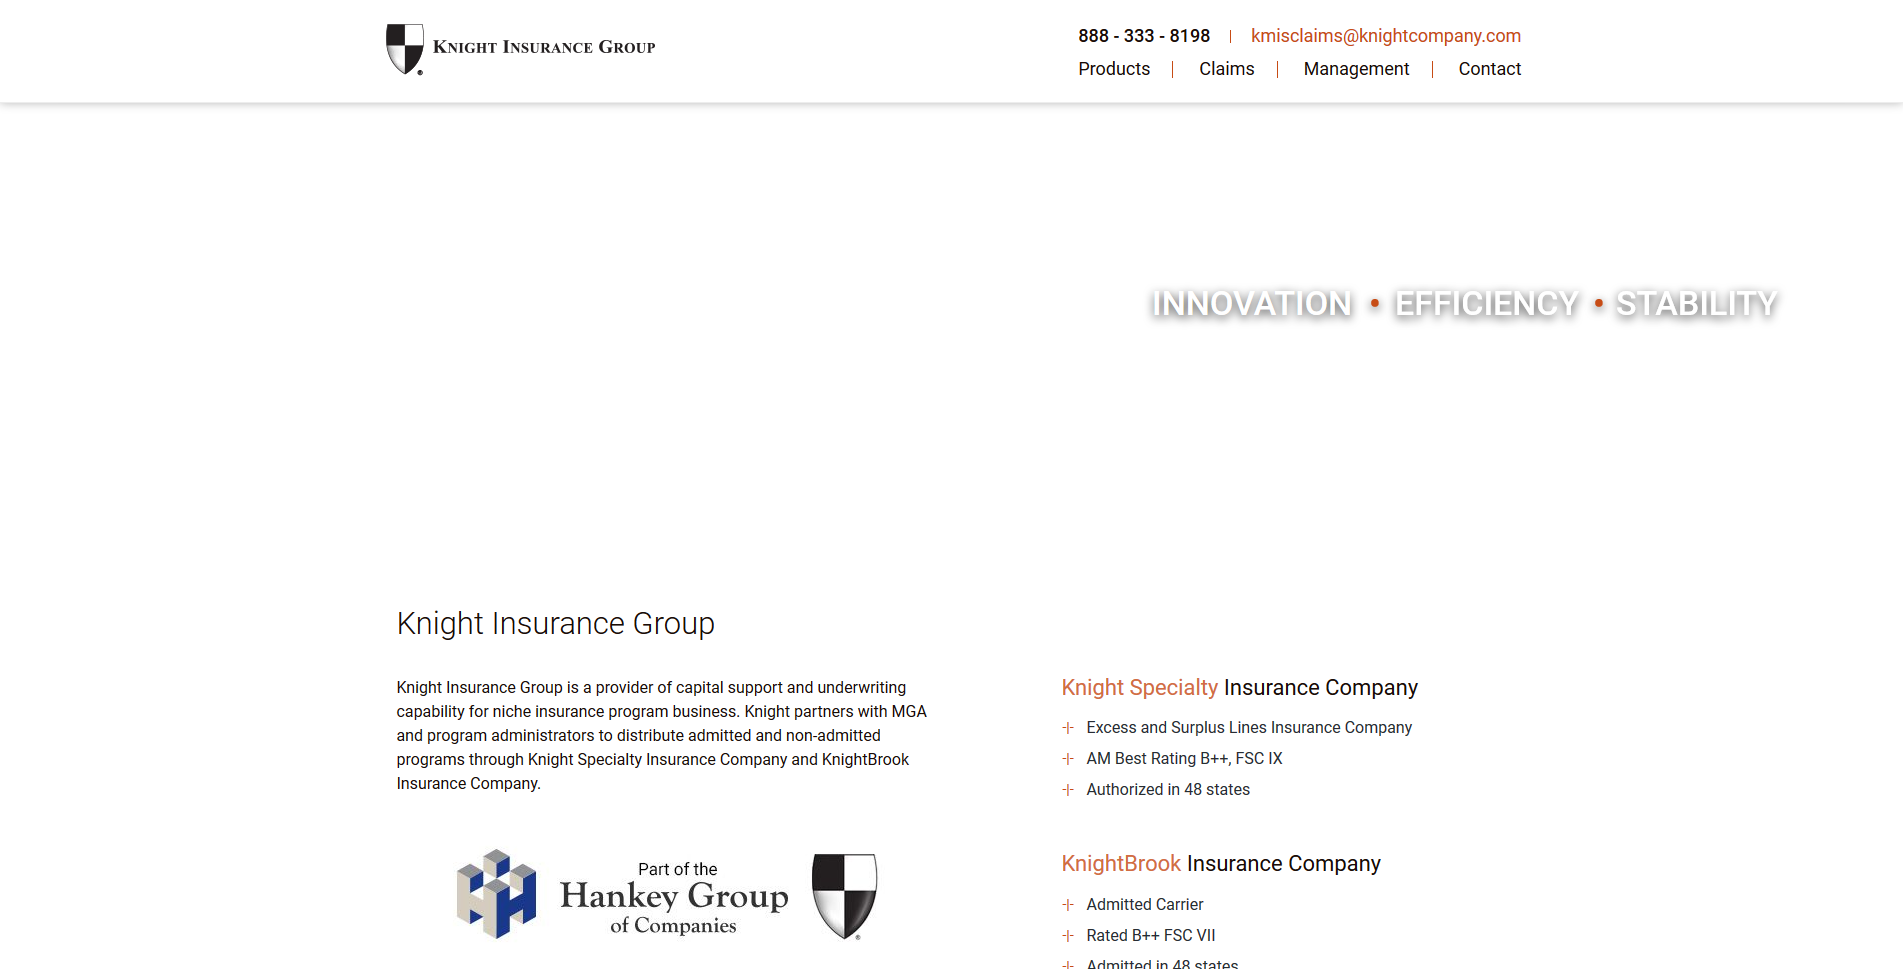 KNIGHT INSURANCE GROUP
888 - 333 - 8198 | kmisclaims@knightcompany.com
Products | Claims | Management | Contact
INNOVATION • EFFICIENCY • STABILITY
Knight Insurance Group
Knight Insurance Group is a provider of capital support and underwriting
capability for niche insurance program business. Knight partners with MGA
and program administrators to distribute admitted and non-admitted
programs through Knight Specialty Insurance Company and KnightBrook
Insurance Company.
Part of the
Hankey Group
of Companies
Knight Specialty Insurance Company
Excess and Surplus Lines Insurance Company
AM Best Rating B++, FSC IX
Authorized in 48 states
KnightBrook Insurance Company
Admitted Carrier
Rated B++ FSC VII
Admitted in 48 states